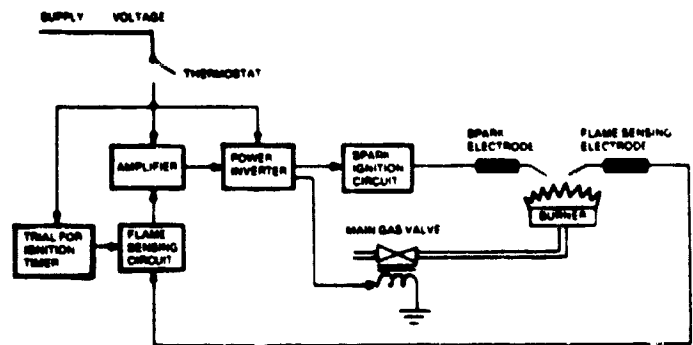 SUPPLY VOLTAGE
THERMOSTAT
AMPLIFIER
POWER
INVERTER
SPARK
IGNITION
CIRCUIT
SPARK
ELECTRODE
FLAME SENSING
ELECTRODE
BURNER
MAIN GAS VALVE
TRIAL FOR
IGNITION
TIMER
FLAME
SENSING
CIRCUIT